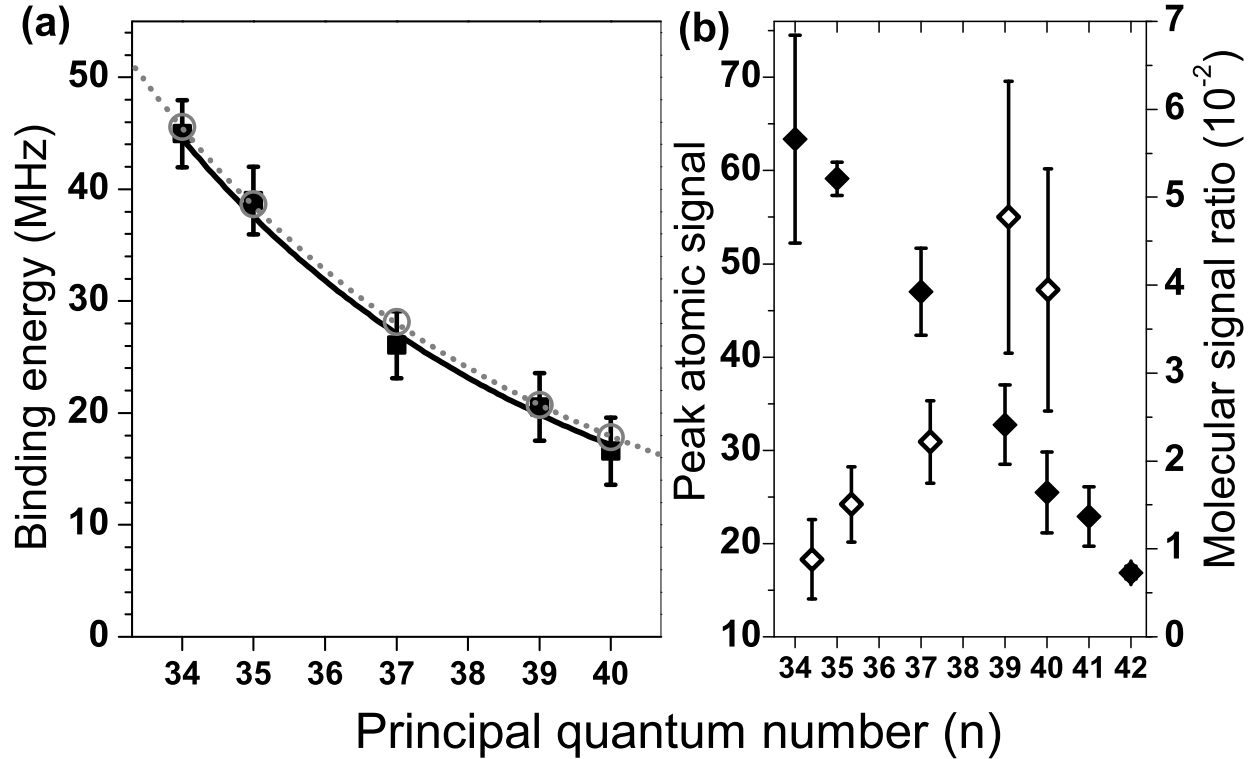 (a)
Binding energy (MHz)
50
40
30
20
10
0
34 35 36 37 38 39 40
(b)
Peak atomic signal
70
60
50
40
30
20
10
34 35 36 37 38 39 40 41 42
7
6
5
4
3
2
1
0
Molecular signal ratio (10⁻²)
Principal quantum number (n)